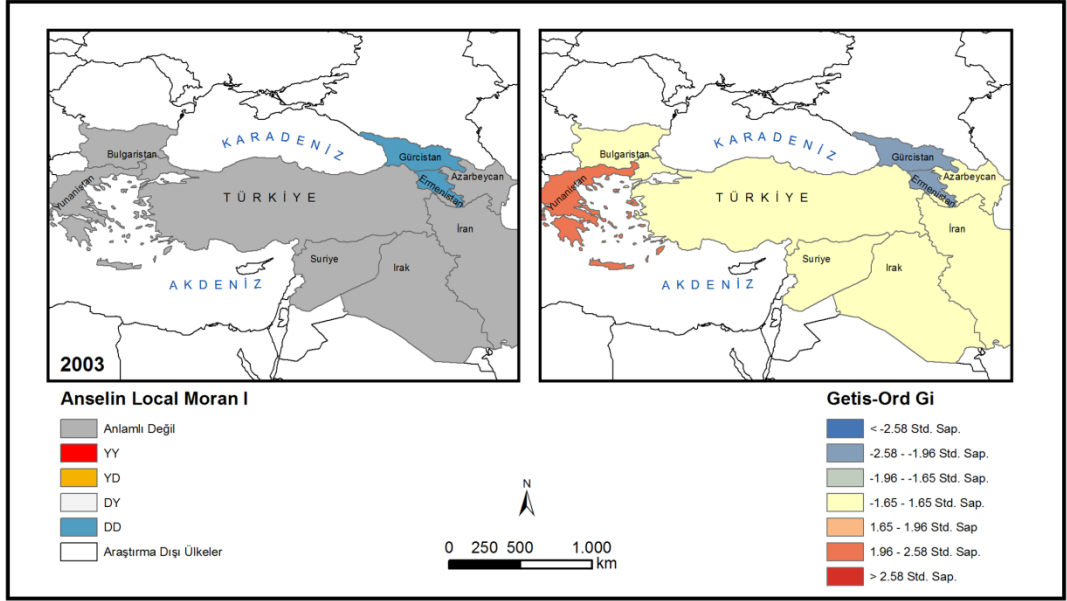 KARADENİZ
Bulgaristan
Gürcistan
Azarbeycan
Ermenistan
Yunanistan
TÜRKİYE
İran
Suriye
Irak
AKDENİZ
2003
KARADENİZ
Bulgaristan
Gürcistan
Azarbeycan
Ermenistan
Yunanistan
TÜRKİYE
İran
Suriye
Irak
AKDENİZ
Anselin Local Moran I
Anlamlı Değil
YY
YD
DY
DD
Araştırma Dışı Ülkeler
N
0 250 500 1.000
km
Getis-Ord Gi
< -2.58 Std. Sap.
-2.58 - -1.96 Std. Sap.
-1.96 - -1.65 Std. Sap.
-1.65 - 1.65 Std. Sap.
1.65 - 1.96 Std. Sap
1.96 - 2.58 Std. Sap.
> 2.58 Std. Sap.